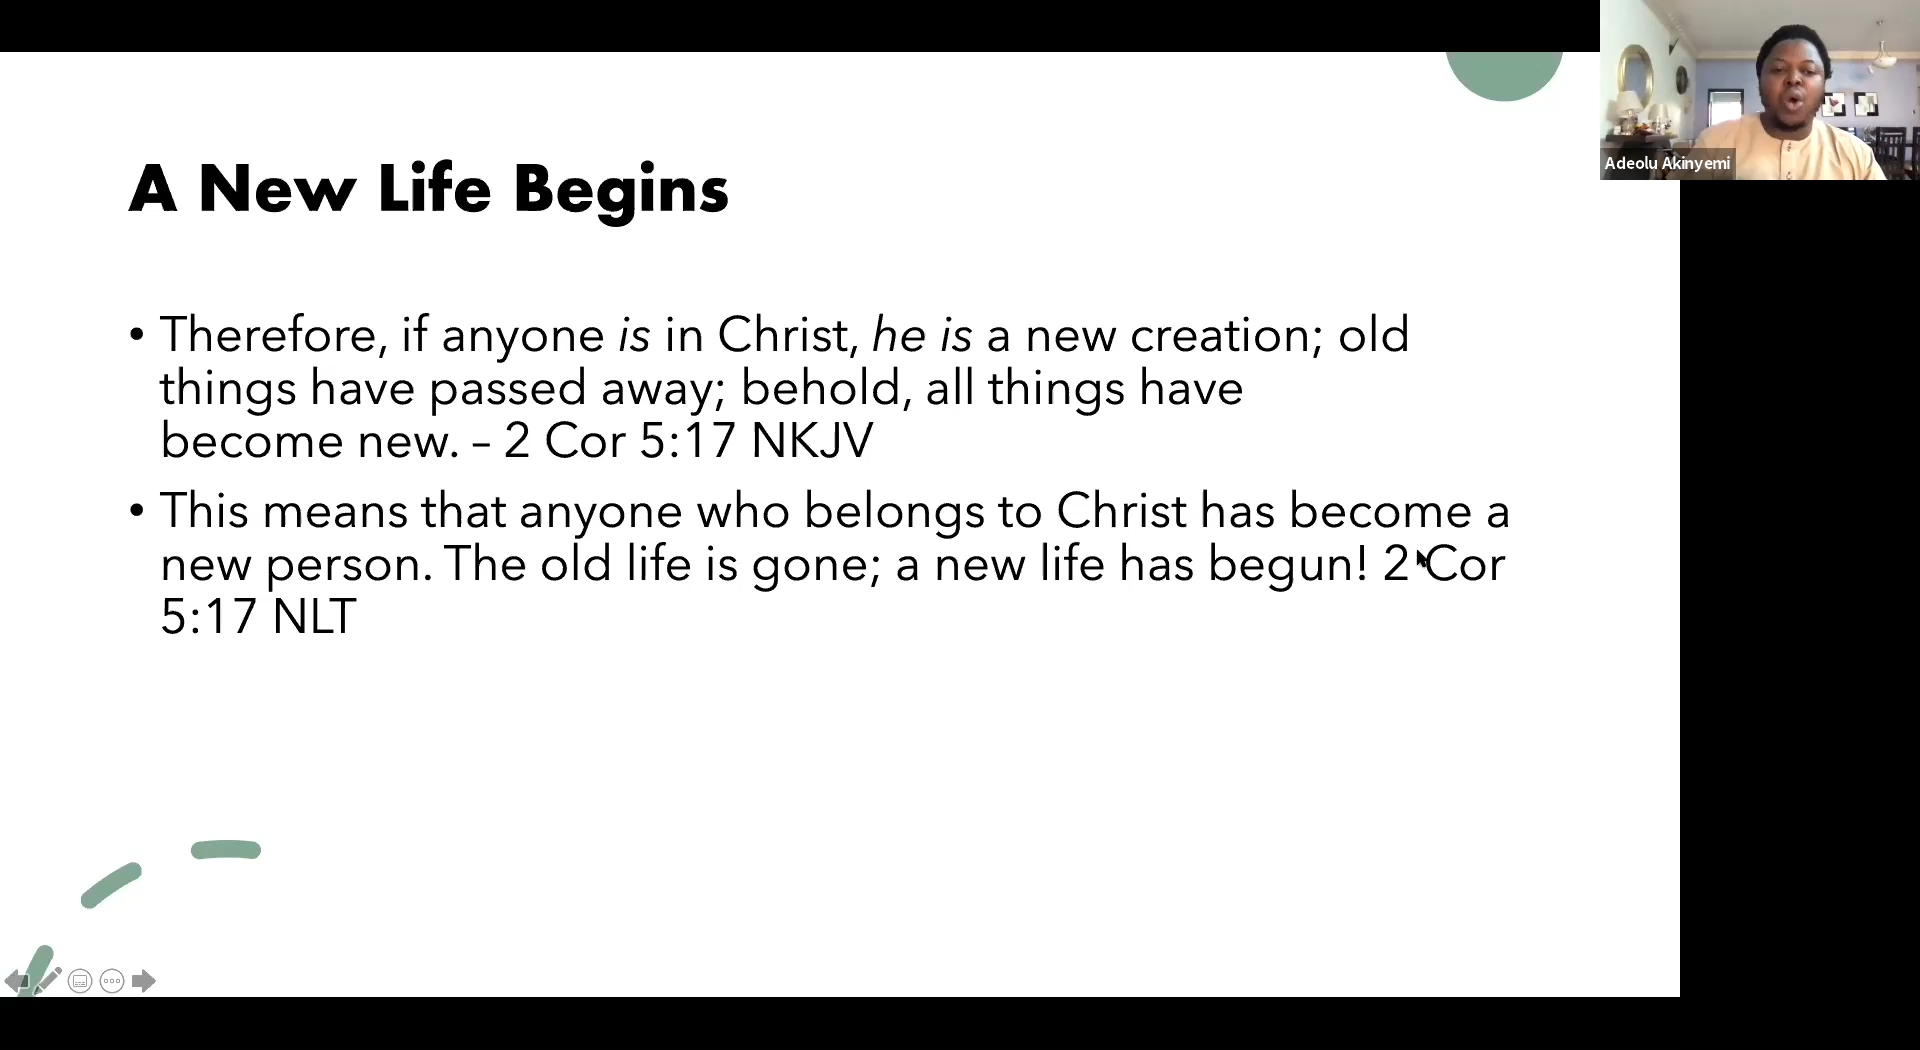 Adeolu Akinyemi
A New Life Begins
• Therefore, if anyone is in Christ, he is a new creation; old
things have passed away; behold, all things have
become new. – 2 Cor 5:17 NKJV
• This means that anyone who belongs to Christ has become a
new person. The old life is gone; a new life has begun! 2 Cor
5:17 NLT